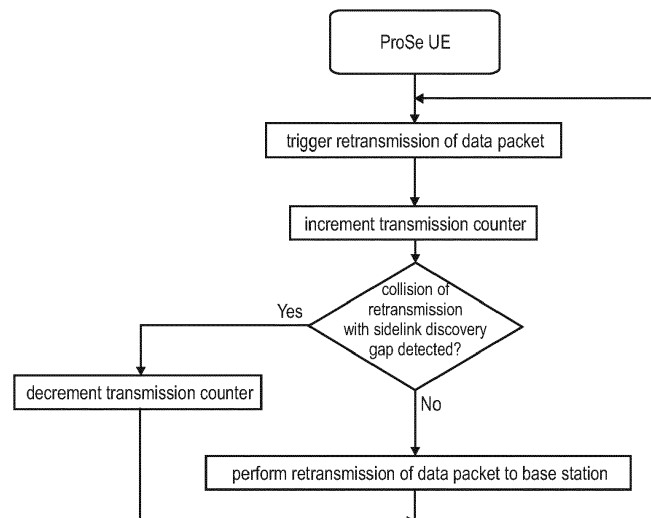 ProSe UE
trigger retransmission of data packet
increment transmission counter
collision of
retransmission
with sidelink discovery
gap detected?
Yes
decrement transmission counter
No
perform retransmission of data packet to base station